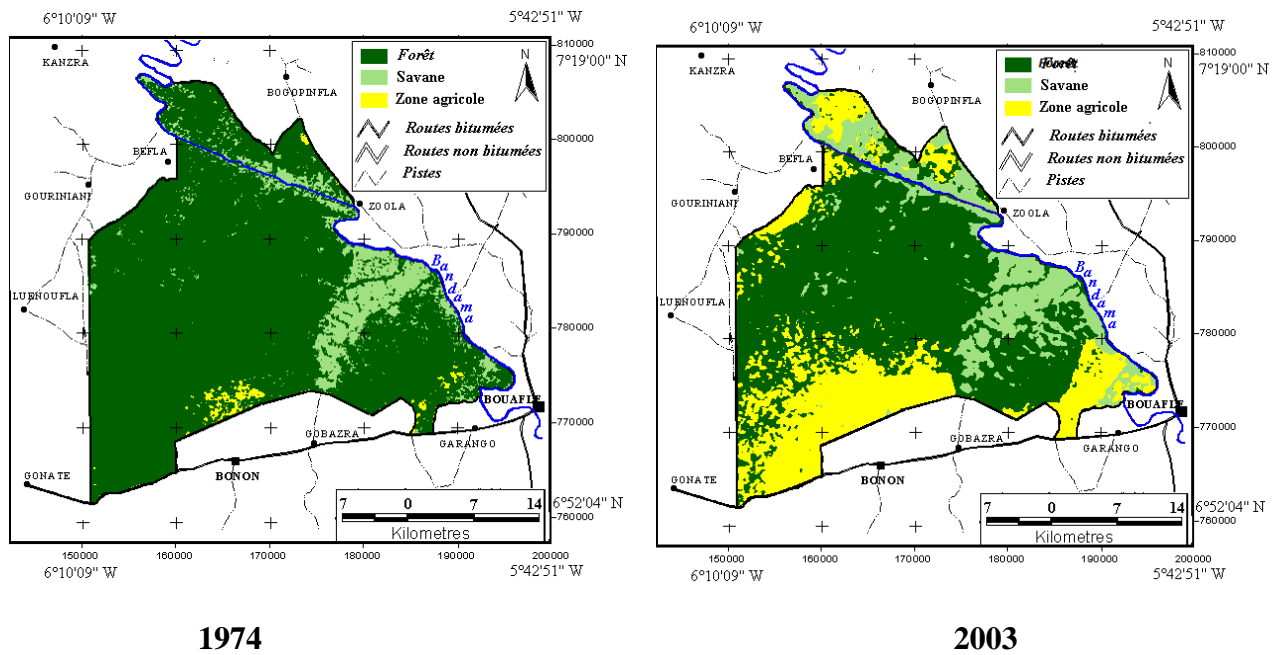 6°10'09" W
5°42'51" W
810000
7°19'00" N
KANZRA
BOGOPINFLA
Forêt
Savane
Zone agricole
Routes bitumées
Routes non bitumées
Pistes
N
800000
BEFLA
GOURINIANI
ZOOLA
790000
Bandama
LUENOUFLA
780000
BOUAFLE
770000
GOBAZRA
GARANGO
BONON
GONATE
7 0 7 14
Kilometres
6°52'04" N
760000
150000 160000 170000 180000 190000 200000
6°10'09" W
5°42'51" W
1974
6°10'09" W
5°42'51" W
810000
7°19'00" N
KANZRA
BOGOPINFLA
Savane
Zone agricole
Routes bitumées
Routes non bitumées
Pistes
N
800000
BEFLA
GOURINIANI
ZOOLA
790000
Bandama
LUENOUFLA
780000
BOUAFLE
770000
GOBAZRA
GARANGO
BONON
GONATE
7 0 7 14
Kilometres
6°52'04" N
760000
150000 160000 170000 180000 190000 200000
6°10'09" W
5°42'51" W
2003